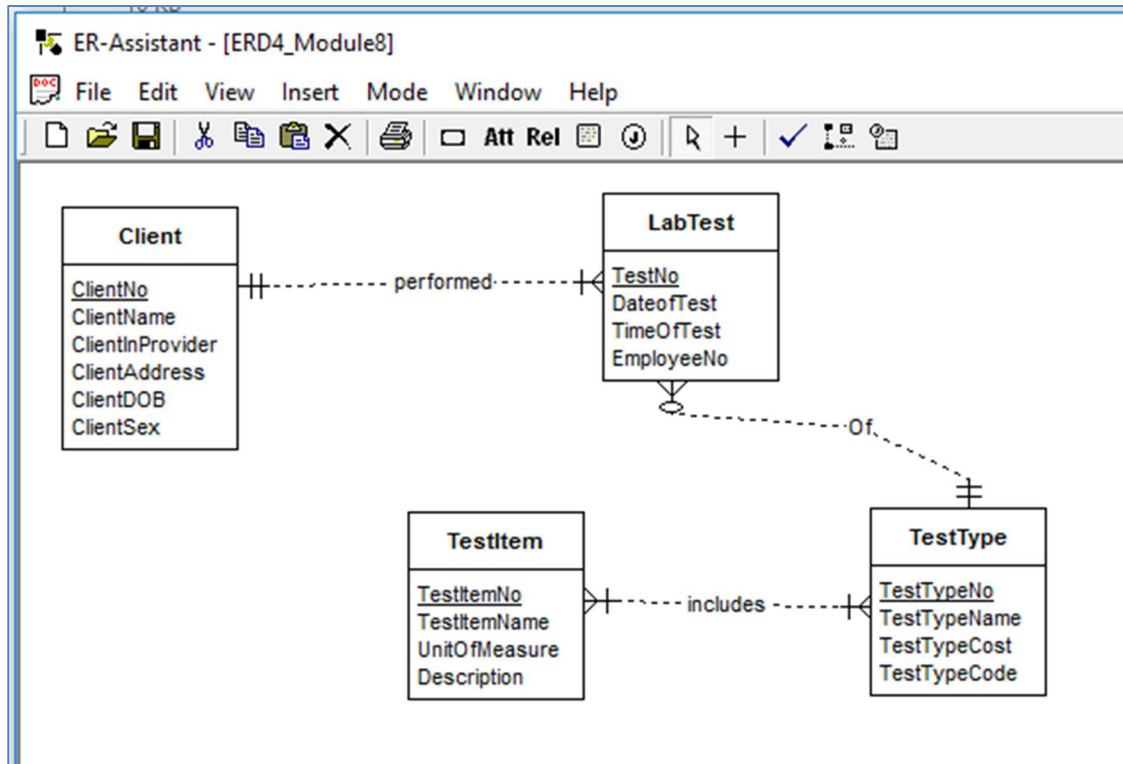 ER-Assistant - [ERD4_Module8]
File Edit View Insert Mode Window Help
Att Rel
Client
ClientNo
ClientName
ClientInProvider
ClientAddress
ClientDOB
ClientSex
performed
LabTest
TestNo
DateofTest
TimeOfTest
EmployeeNo
Of
TestItem
TestItemNo
TestItemName
UnitOfMeasure
Description
includes
TestType
TestTypeNo
TestTypeName
TestTypeCost
TestTypeCode